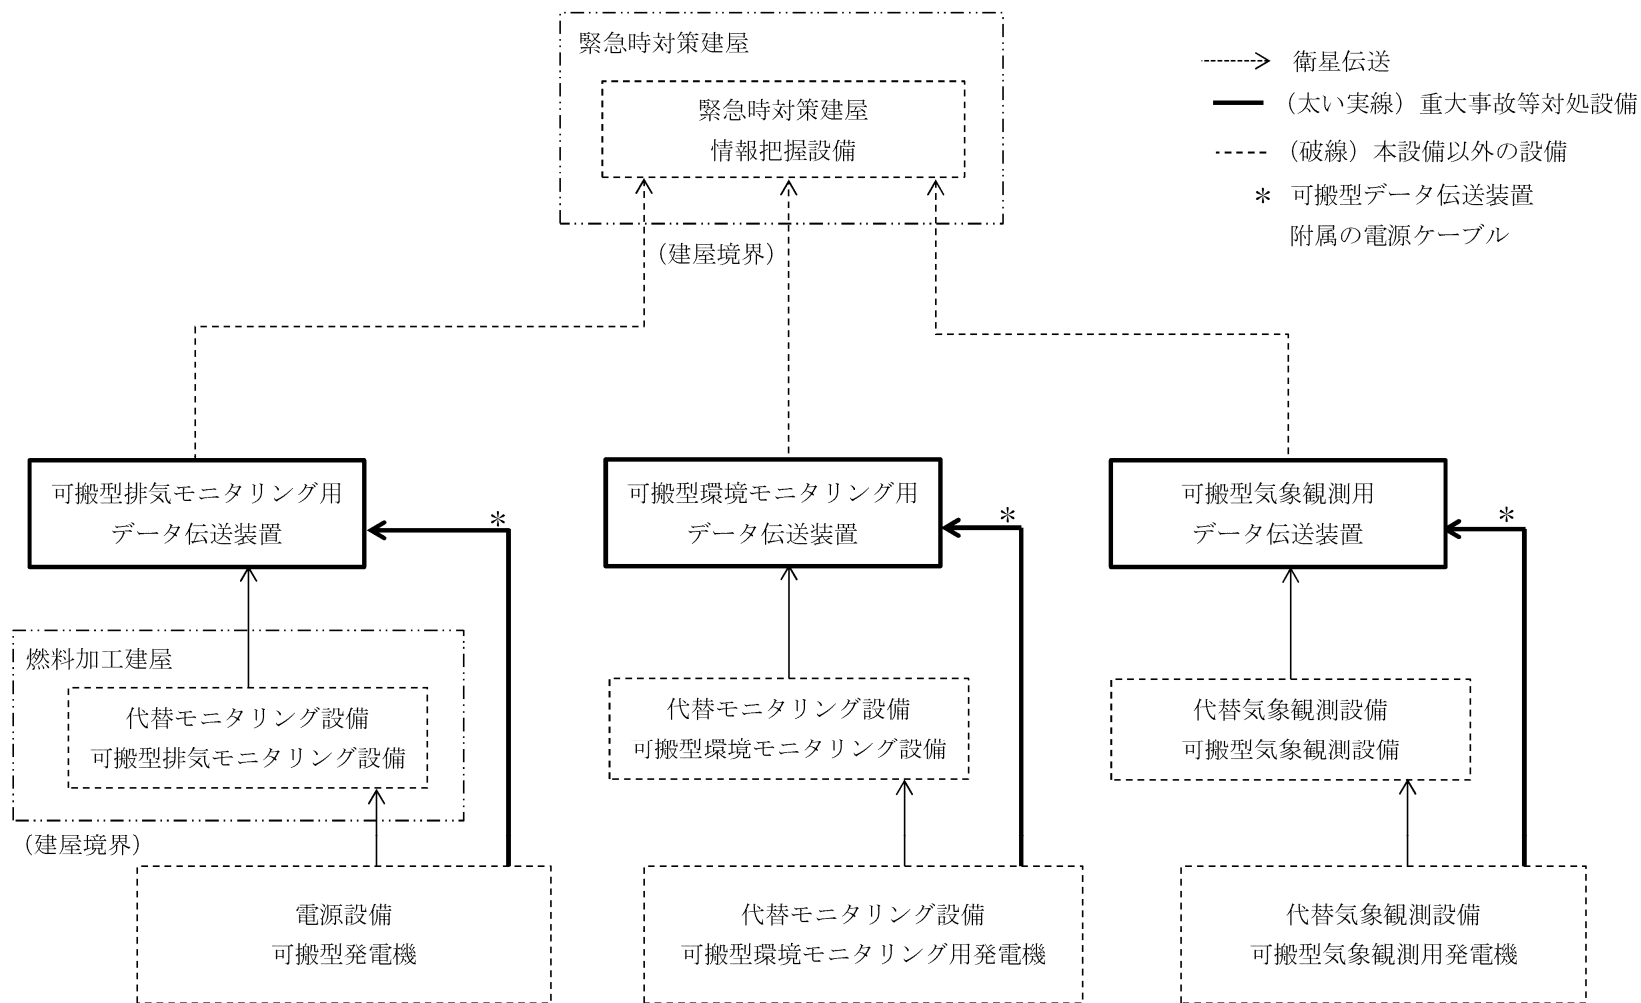 緊急時対策建屋
緊急時対策建屋
情報把握設備
（建屋境界）
衛星伝送
（太い実線）重大事故等対処設備
（破線）本設備以外の設備
＊ 可搬型データ伝送装置
附属の電源ケーブル
可搬型排気モニタリング用
データ伝送装置
＊
可搬型環境モニタリング用
データ伝送装置
＊
可搬型気象観測用
データ伝送装置
＊
燃料加工建屋
代替モニタリング設備
可搬型排気モニタリング設備
（建屋境界）
代替モニタリング設備
可搬型環境モニタリング設備
代替気象観測設備
可搬型気象観測設備
電源設備
可搬型発電機
代替モニタリング設備
可搬型環境モニタリング用発電機
代替気象観測設備
可搬型気象観測用発電機